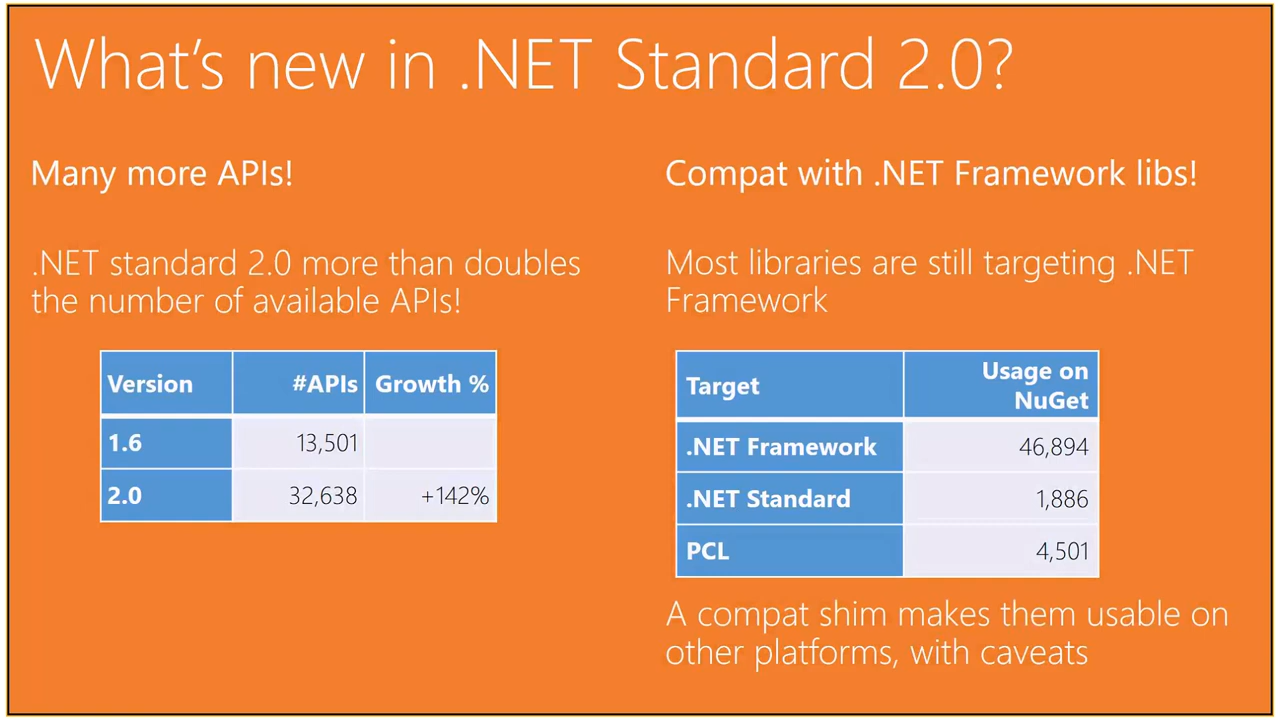 What's new in .NET Standard 2.0?
Many more APIs!
.NET standard 2.0 more than doubles
the number of available APIs!
Version #APIs Growth %
1.6 13,501
2.0 32,638 +142%
Compat with .NET Framework libs!
Most libraries are still targeting .NET
Framework
Target Usage on
NuGet
.NET Framework 46,894
.NET Standard 1,886
PCL 4,501
A compat shim makes them usable on
other platforms, with caveats